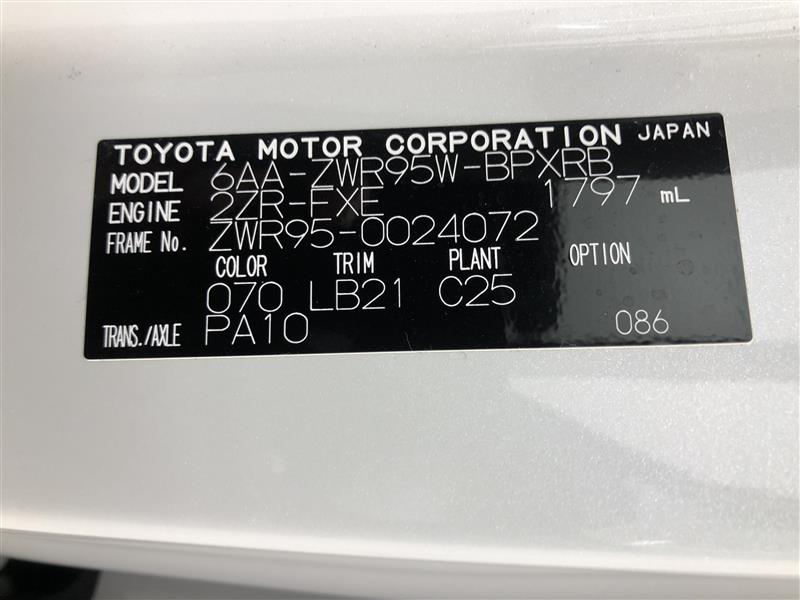 TOYOTA MOTOR CORPORATION JAPAN
MODEL 6AA-ZWR95W-BPXRB
ENGINE 2ZR-FXE 1797 mL
FRAME No. ZWR95-0024072
COLOR TRIM PLANT OPTION
070 LB21 C25
TRANS./AXLE PA10 086